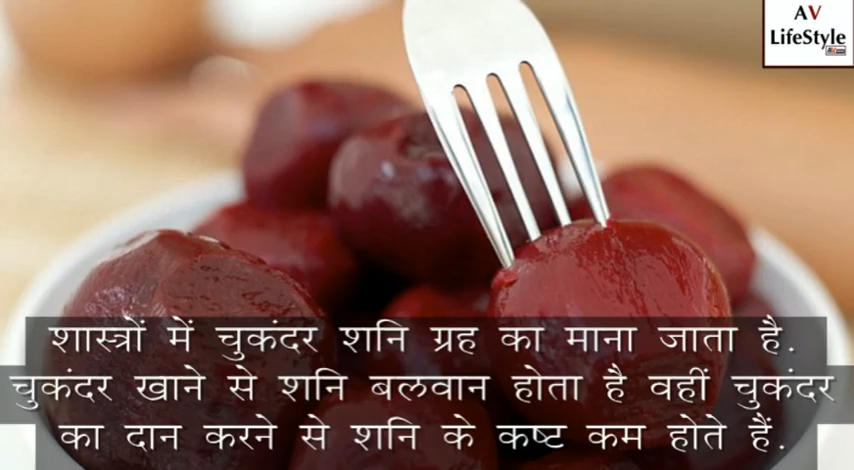 AV
LifeStyle
शास्त्रों में चुकंदर शनि ग्रह का माना जाता है.
चुकंदर खाने से शनि बलवान होता है वहीं चुकंदर
का दान करने से शनि के कष्ट कम होते हैं.